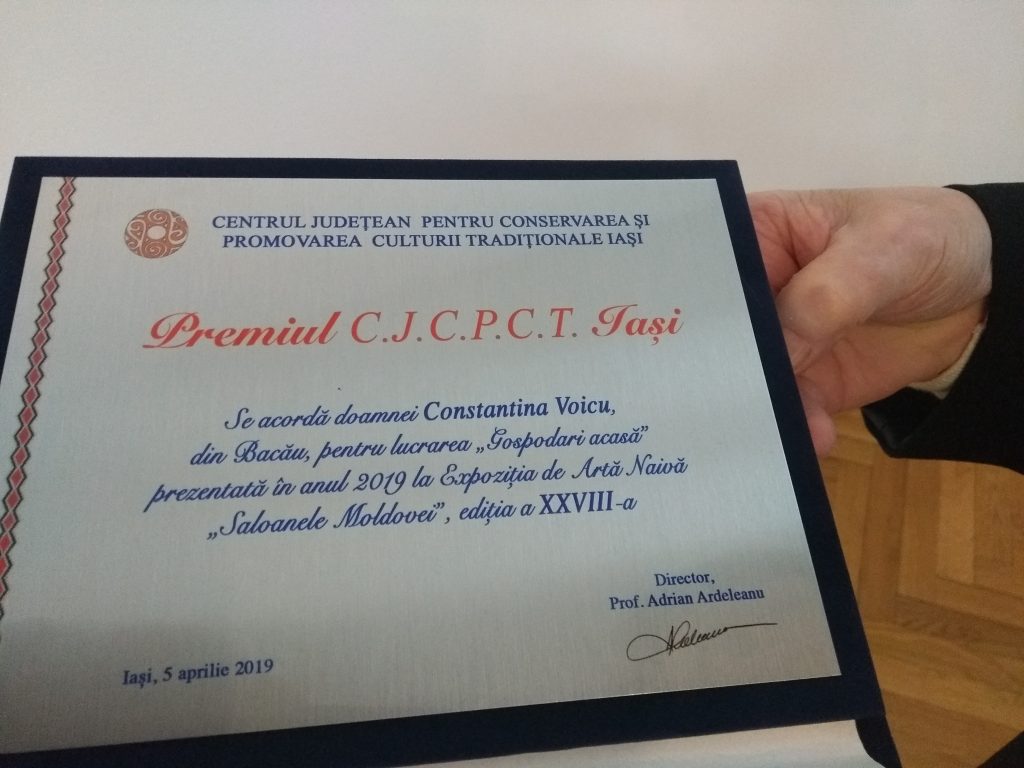 CENTRUL JUDEȚEAN PENTRU CONSERVAREA ȘI
PROMOVAREA CULTURII TRADIȚIONALE IAȘI
Premiul C.J.C.P.C.T. Iași
Se acordă doamnei Constantina Voicu,
din Bacău, pentru lucrarea „Gospodari acasă”
prezentată în anul 2019 la Expoziția de Artă Naivă
„Saloanele Moldovei”, ediția a XXVIII-a
Director,
Prof. Adrian Ardeleanu
Iași, 5 aprilie 2019